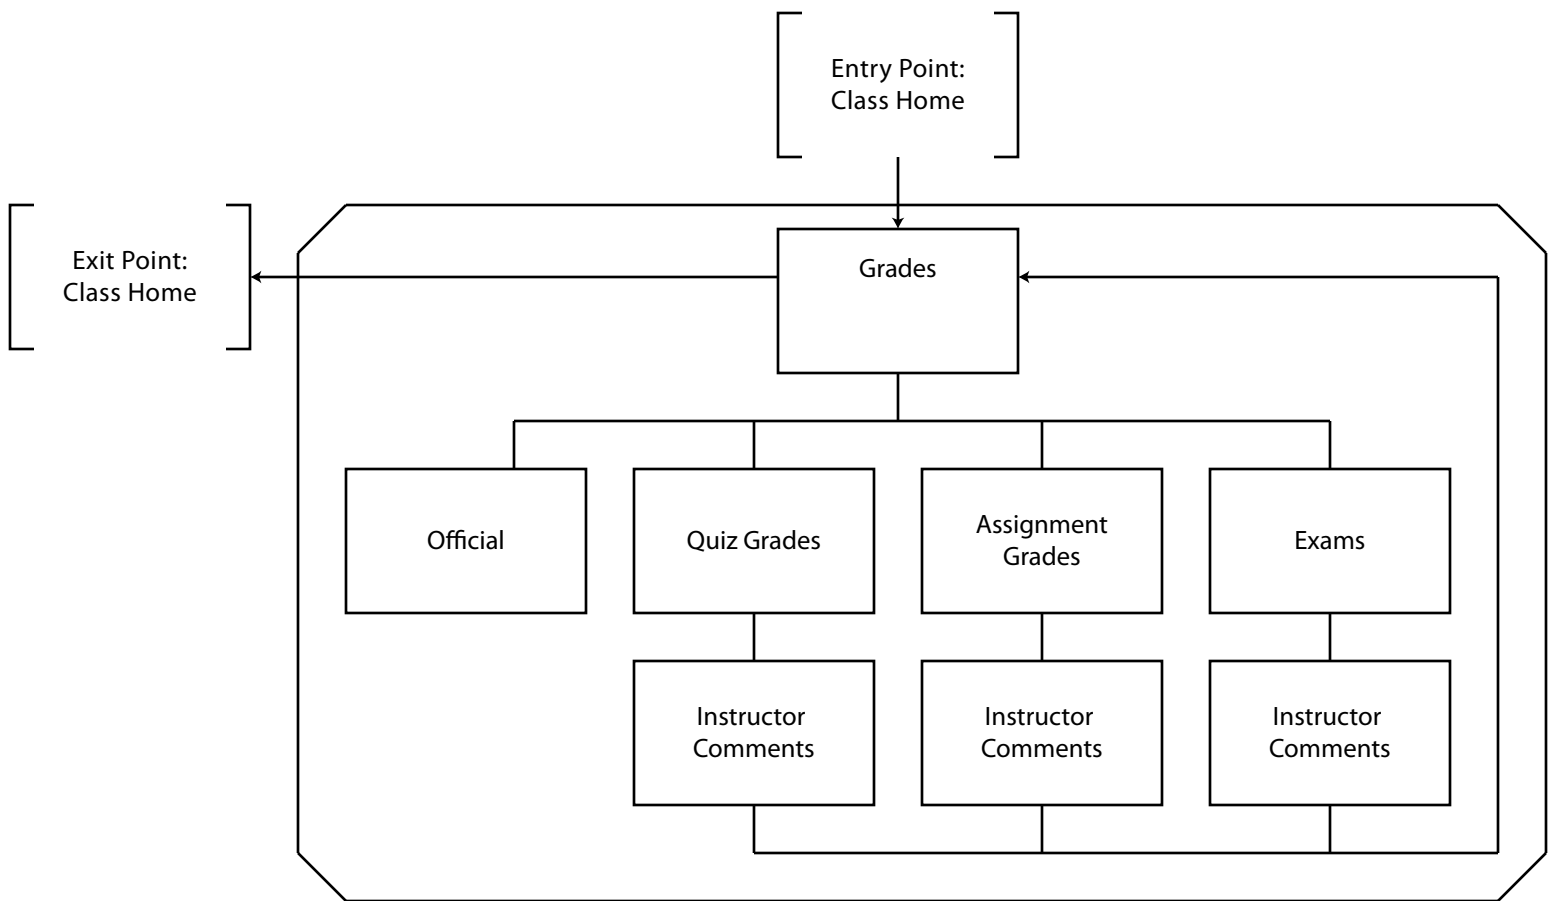 Entry Point:
Class Home
Exit Point:
Class Home
Grades
Official
Quiz Grades
Assignment
Grades
Exams
Instructor
Comments
Instructor
Comments
Instructor
Comments